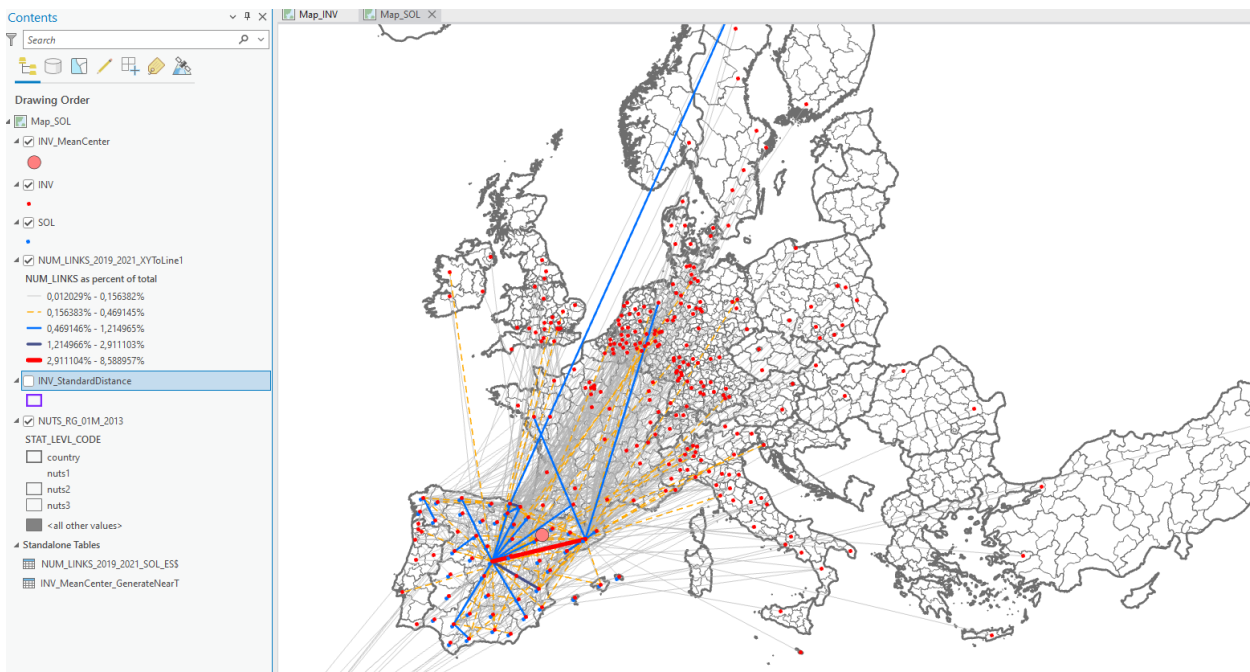 Contents
Map_INV
Map_SOL
Search
Drawing Order
Map_SOL
INV_MeanCenter
INV
SOL
NUM_LINKS_2019_2021_XYToLine1
NUM_LINKS as percent of total
0,012029% - 0,156382%
0,156383% - 0,469145%
0,469146% - 1,214965%
1,214966% - 2,911103%
2,911104% - 8,588957%
INV_StandardDistance
NUTS_RG_01M_2013
STAT_LEVL_CODE
country
nuts1
nuts2
nuts3
<all other values>
Standalone Tables
NUM_LINKS_2019_2021_SOL_ES$
INV_MeanCenter_GenerateNearT